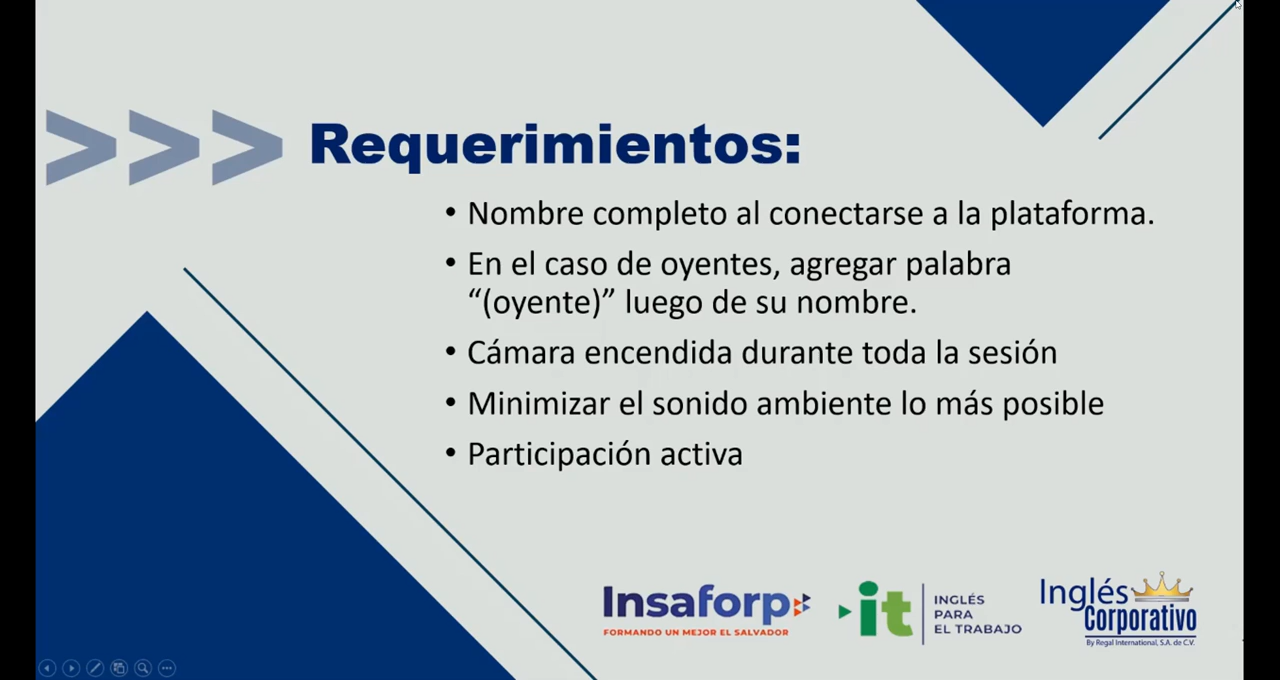 >>> Requerimientos:
• Nombre completo al conectarse a la plataforma.
• En el caso de oyentes, agregar palabra
“(oyente)” luego de su nombre.
• Cámara encendida durante toda la sesión
• Minimizar el sonido ambiente lo más posible
• Participación activa
Insaforp
FORMANDO UN MEJOR EL SALVADOR
it
INGLÉS
PARA
EL TRABAJO
Inglés
Corporativo
By Regal International, S.A. de C.V.